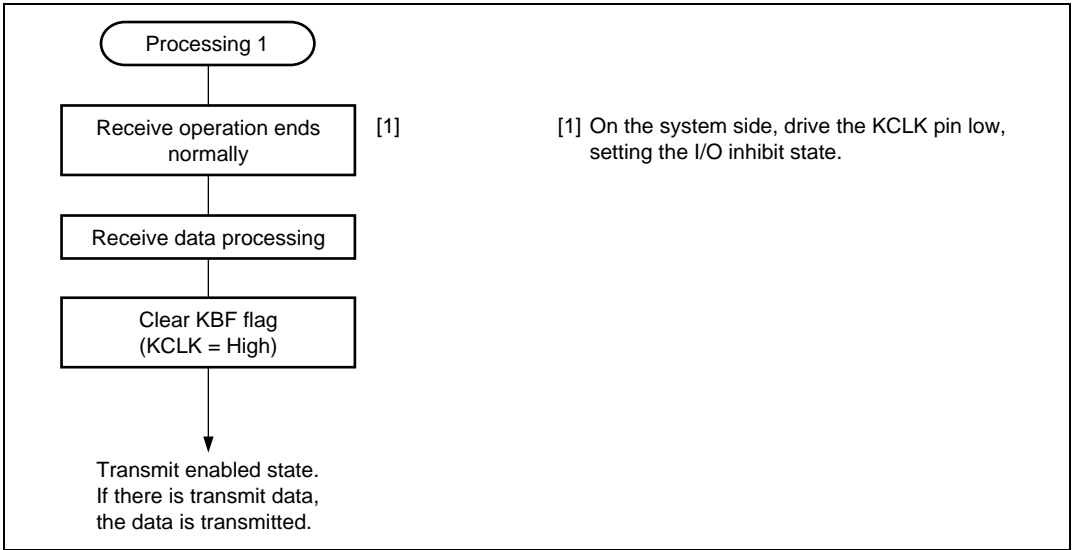 Processing 1
Receive operation ends
normally
[1]
[1] On the system side, drive the KCLK pin low,
setting the I/O inhibit state.
Receive data processing
Clear KBF flag
(KCLK = High)
Transmit enabled state.
If there is transmit data,
the data is transmitted.